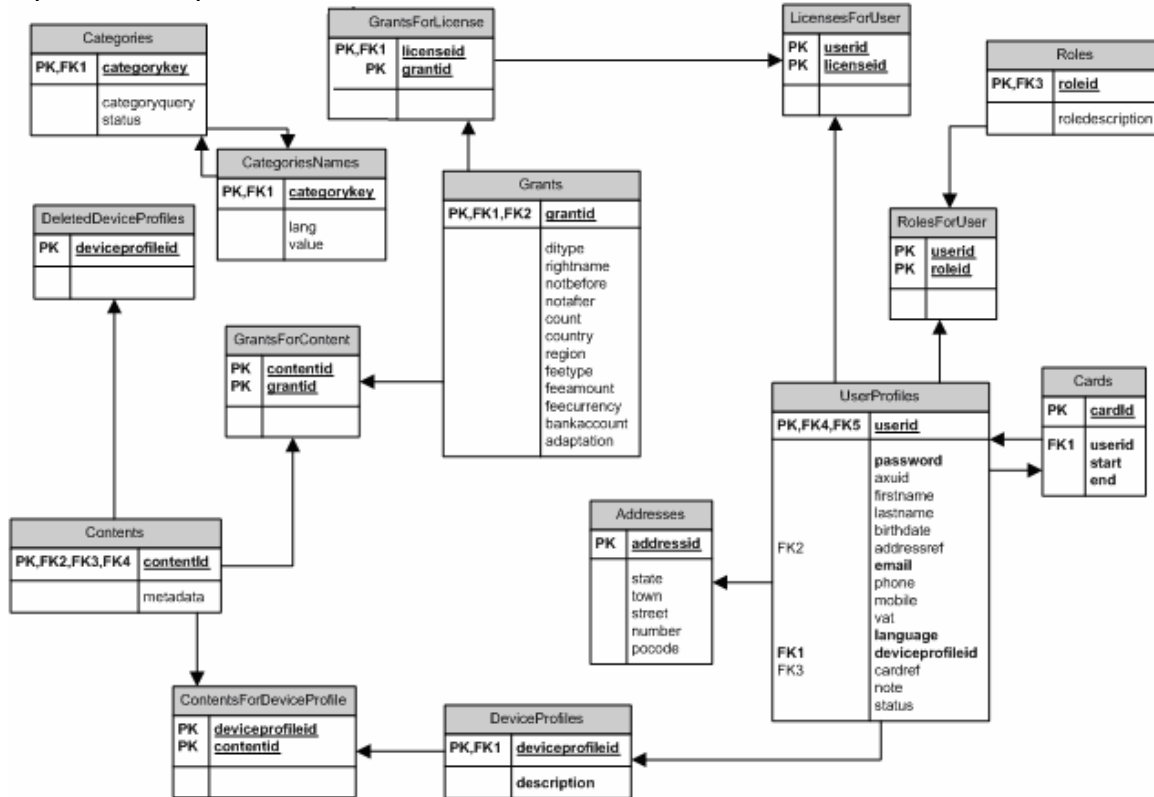 Categories
PK,FK1 categorykey
categoryquery
status
GrantsForLicense
PK,FK1 licenseid
PK grantid
LicensesForUser
PK userid
PK licenseid
Roles
PK,FK3 roleid
roledescription
CategoriesNames
PK,FK1 categorykey
lang
value
DeletedDeviceProfiles
PK deviceprofileid
Grants
PK,FK1,FK2 grantid
ditype
rightname
notbefore
notafter
count
country
region
feetype
feeamount
feecurrency
bankaccount
adaptation
RolesForUser
PK userid
PK roleid
GrantsForContent
PK contentid
PK grantid
UserProfiles
PK,FK4,FK5 userid
password
axuid
firstname
lastname
birthdate
FK2 addressref
email
phone
mobile
vat
language
FK1 deviceprofileid
FK3 cardref
note
status
Cards
PK cardId
FK1 userid
start
end
Addresses
PK addressid
state
town
street
number
pocode
Contents
PK,FK2,FK3,FK4 contentId
metadata
ContentsForDeviceProfile
PK deviceprofileid
PK contentid
DeviceProfiles
PK,FK1 deviceprofileid
description